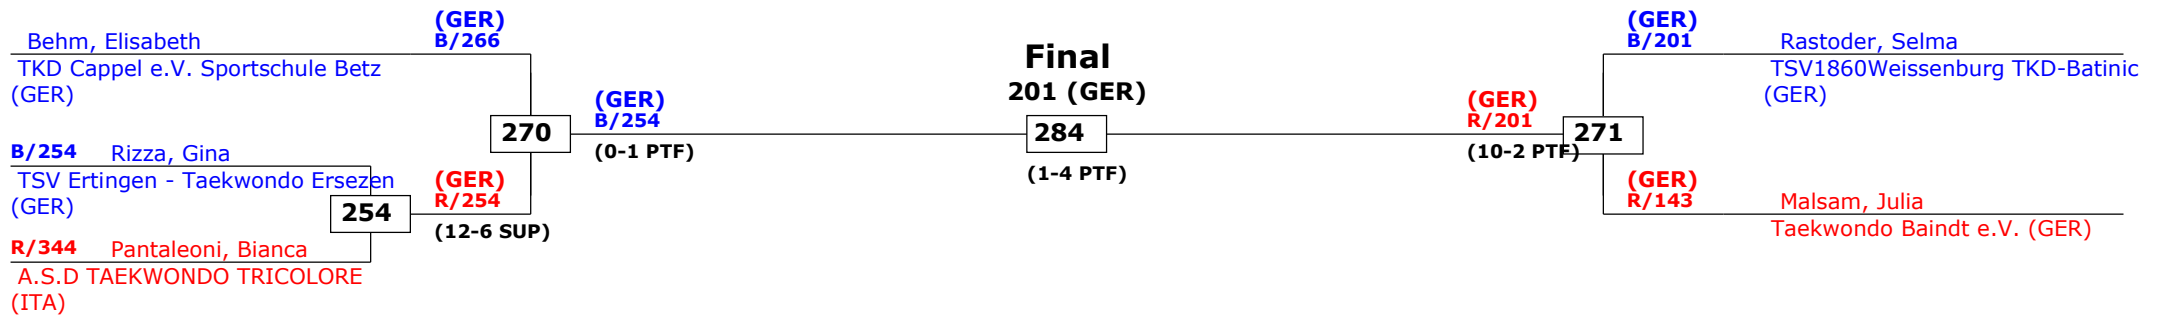 (GER)
B/266
Behm, Elisabeth
TKD Cappel e.V. Sportschule Betz
(GER)
270
B/254 Rizza, Gina
TSV Ertingen - Taekwondo Ersezen
(GER)
254
(GER)
R/254
(12-6 SUP)
R/344 Pantaleoni, Bianca
A.S.D TAEKWONDO TRICOLORE
(ITA)
(GER)
B/254
(0-1 PTF)
Final
201 (GER)
284
(1-4 PTF)
(GER)
R/201
(10-2 PTF)
271
(GER)
B/201 Rastoder, Selma
TSV1860Weissenburg TKD-Batinic
(GER)
(GER)
R/143 Malsam, Julia
Taekwondo Baindt e.V. (GER)